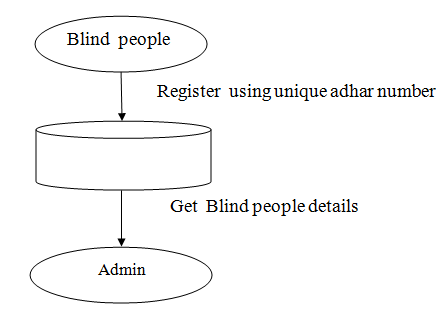 Blind people
Register using unique adhar number
Get Blind people details
Admin